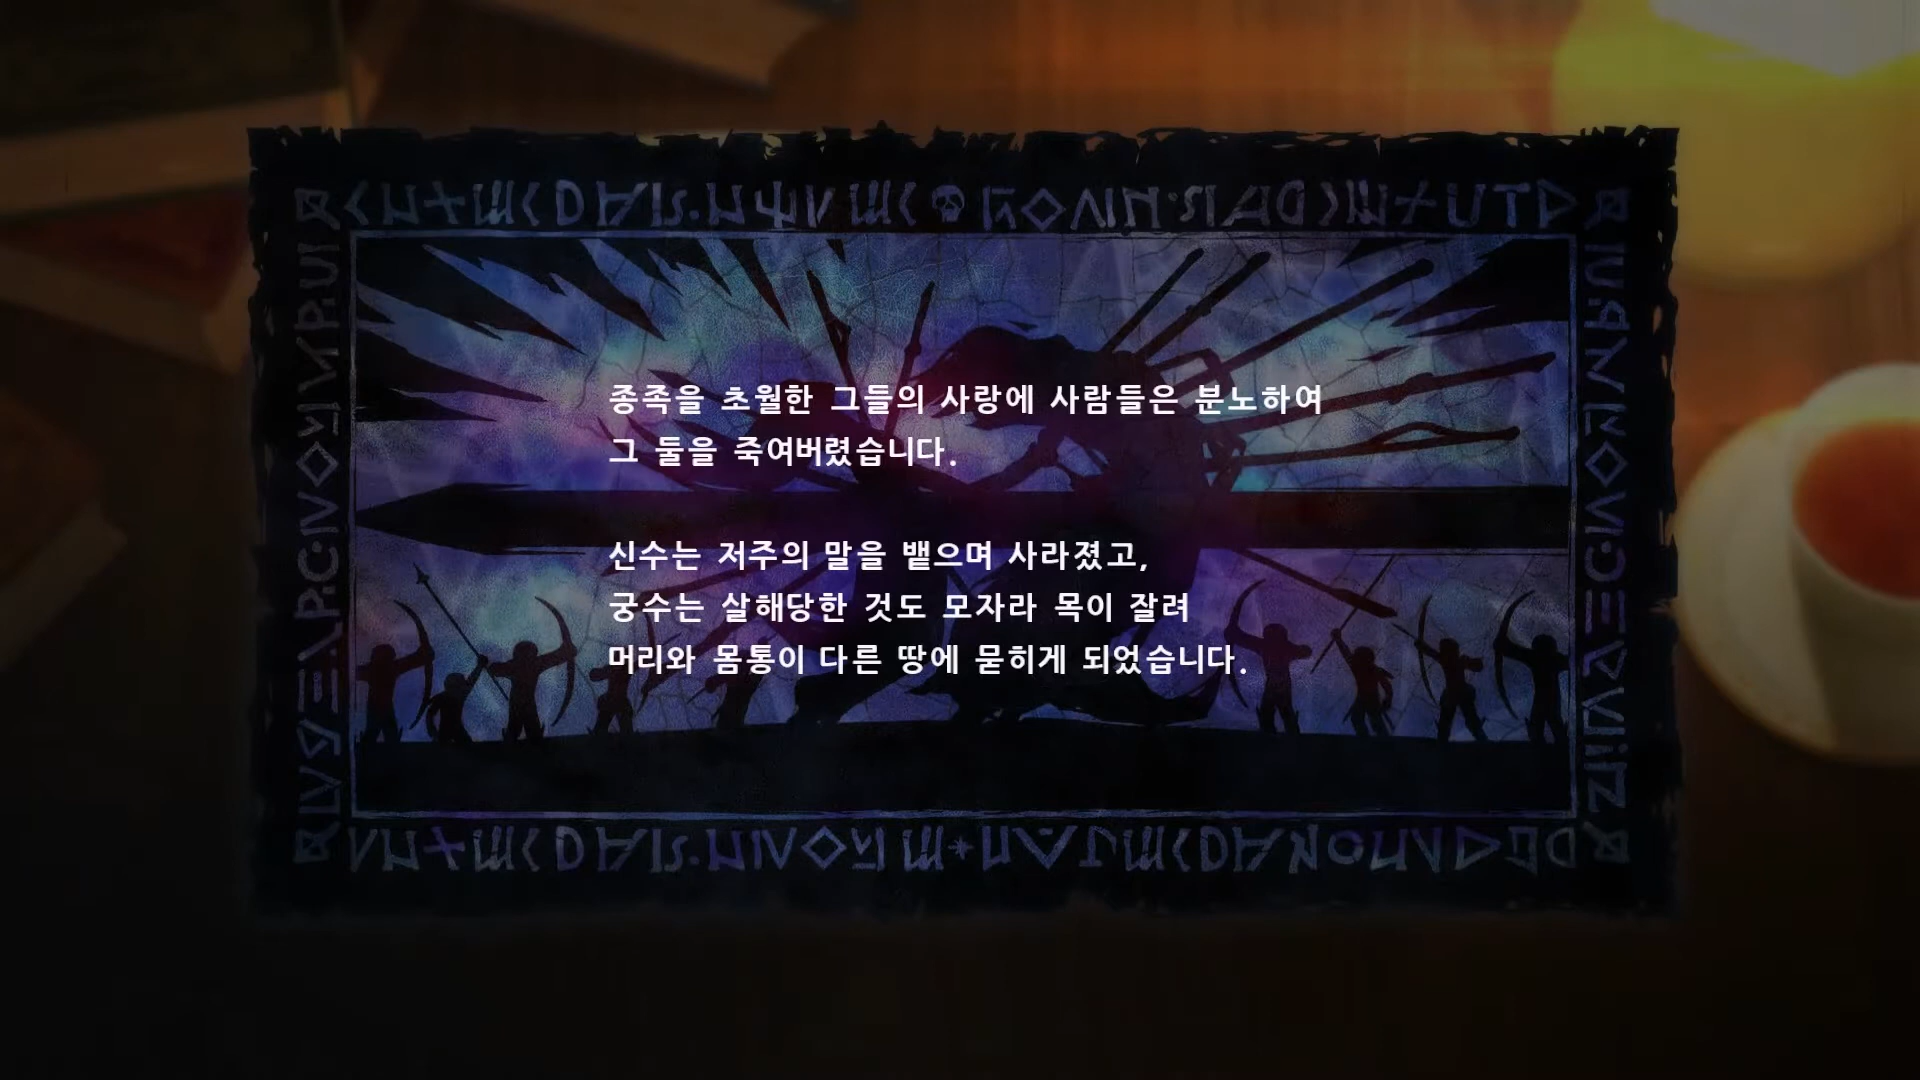 종족을 초월한 그들의 사랑에 사람들은 분노하여
그 둘을 죽여버렸습니다.
신수는 저주의 말을 뱉으며 사라졌고,
궁수는 살해당한 것도 모자라 목이 잘려
머리와 몸통이 다른 땅에 묻히게 되었습니다.